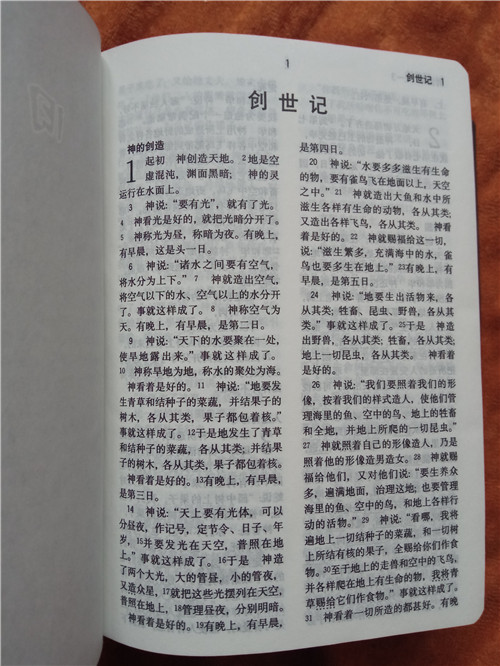 1
创世记 1
创世记
神的创造
1 起初 神创造天地。2地是空
虚混沌，渊面黑暗； 神的灵
运行在水面上。
3 神说：“要有光”，就有了光。
4 神看光是好的，就把光暗分开了。
5 神称光为昼，称暗为夜。有晚上，
有早晨，这是头一日。
6 神说：“诸水之间要有空气，
将水分为上下。”7 神就造出空气，
将空气以下的水、空气以上的水分开
了。事就这样成了。8 神称空气为
天。有晚上，有早晨，是第二日。
9 神说：“天下的水要聚在一处，
使旱地露出来。”事就这样成了。
10 神称旱地为地，称水的聚处为海。
神看着是好的。11 神说：“地要发
生青草和结种子的菜蔬，并结果子的
树木，各从其类，果子都包着核。”
事就这样成了。12于是地发生了青草
和结种子的菜蔬，各从其类；并结果
子的树木，各从其类，果子都包着核。
神看着是好的。13有晚上，有早晨，
是第三日。
14 神说：“天上要有光体，可以
分昼夜，作记号，定节令、日子、年
岁，15并要发光在天空，普照在地
上。”事就这样成了。16于是 神造
了两个大光，大的管昼，小的管夜，
又造众星，17就把这些光摆列在天空，
普照在地上，18管理昼夜，分别明暗。
神看着是好的。19有晚上，有早晨，
是第四日。
20 神说：“水要多多滋生有生命
的物，要有雀鸟飞在地面以上，天空
之中。”21 神就造出大鱼和水中所
滋生各样有生命的动物，各从其类；
又造出各样飞鸟，各从其类。 神看
着是好的。22 神就赐福给这一切，
说：“滋生繁多，充满海中的水，雀
鸟也要多生在地上。”23有晚上，有
早晨，是第五日。
24 神说：“地要生出活物来，各
从其类；牲畜、昆虫、野兽，各从其
类。”事就这样成了。25于是 神造
出野兽，各从其类；牲畜，各从其类；
地上一切昆虫，各从其类。 神看着
是好的。
26 神说：“我们要照着我们的形
像，按着我们的样式造人，使他们管
理海里的鱼、空中的鸟、地上的牲畜
和全地，并地上所爬的一切昆虫。”
27 神就照着自己的形像造人，乃是
照着他的形像造男造女。28 神就赐
福给他们，又对他们说：“要生养众
多，遍满地面，治理这地；也要管理
海里的鱼、空中的鸟，和地上各样行
动的活物。”29 神说：“看哪，我将
遍地上一切结种子的菜蔬，和一切树
上所结有核的果子，全赐给你们作食
物。30至于地上的走兽和空中的飞鸟，
并各样爬在地上有生命的物，我将青
草赐给它们作食物。”事就这样成了。
31 神看着一切所造的都甚好。有晚